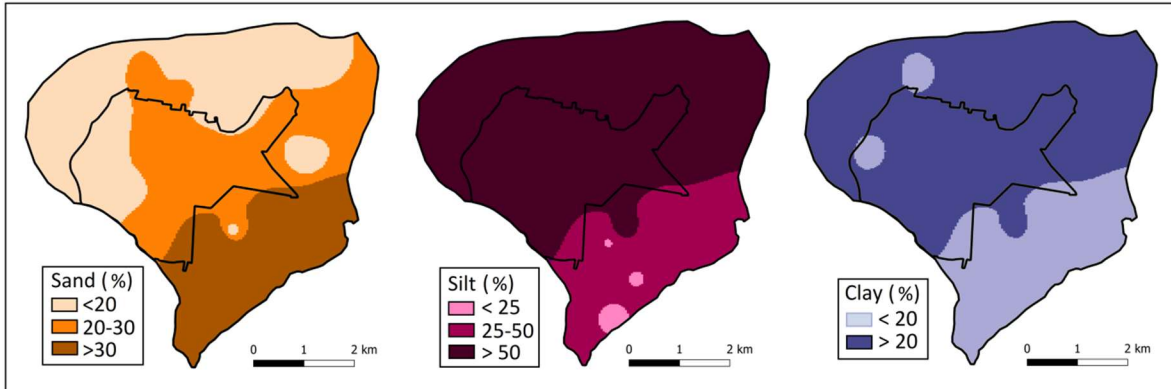 Sand (%)
<20
20-30
>30
0 1 2 km
Silt (%)
< 25
25-50
> 50
0 1 2 km
Clay (%)
< 20
> 20
0 1 2 km